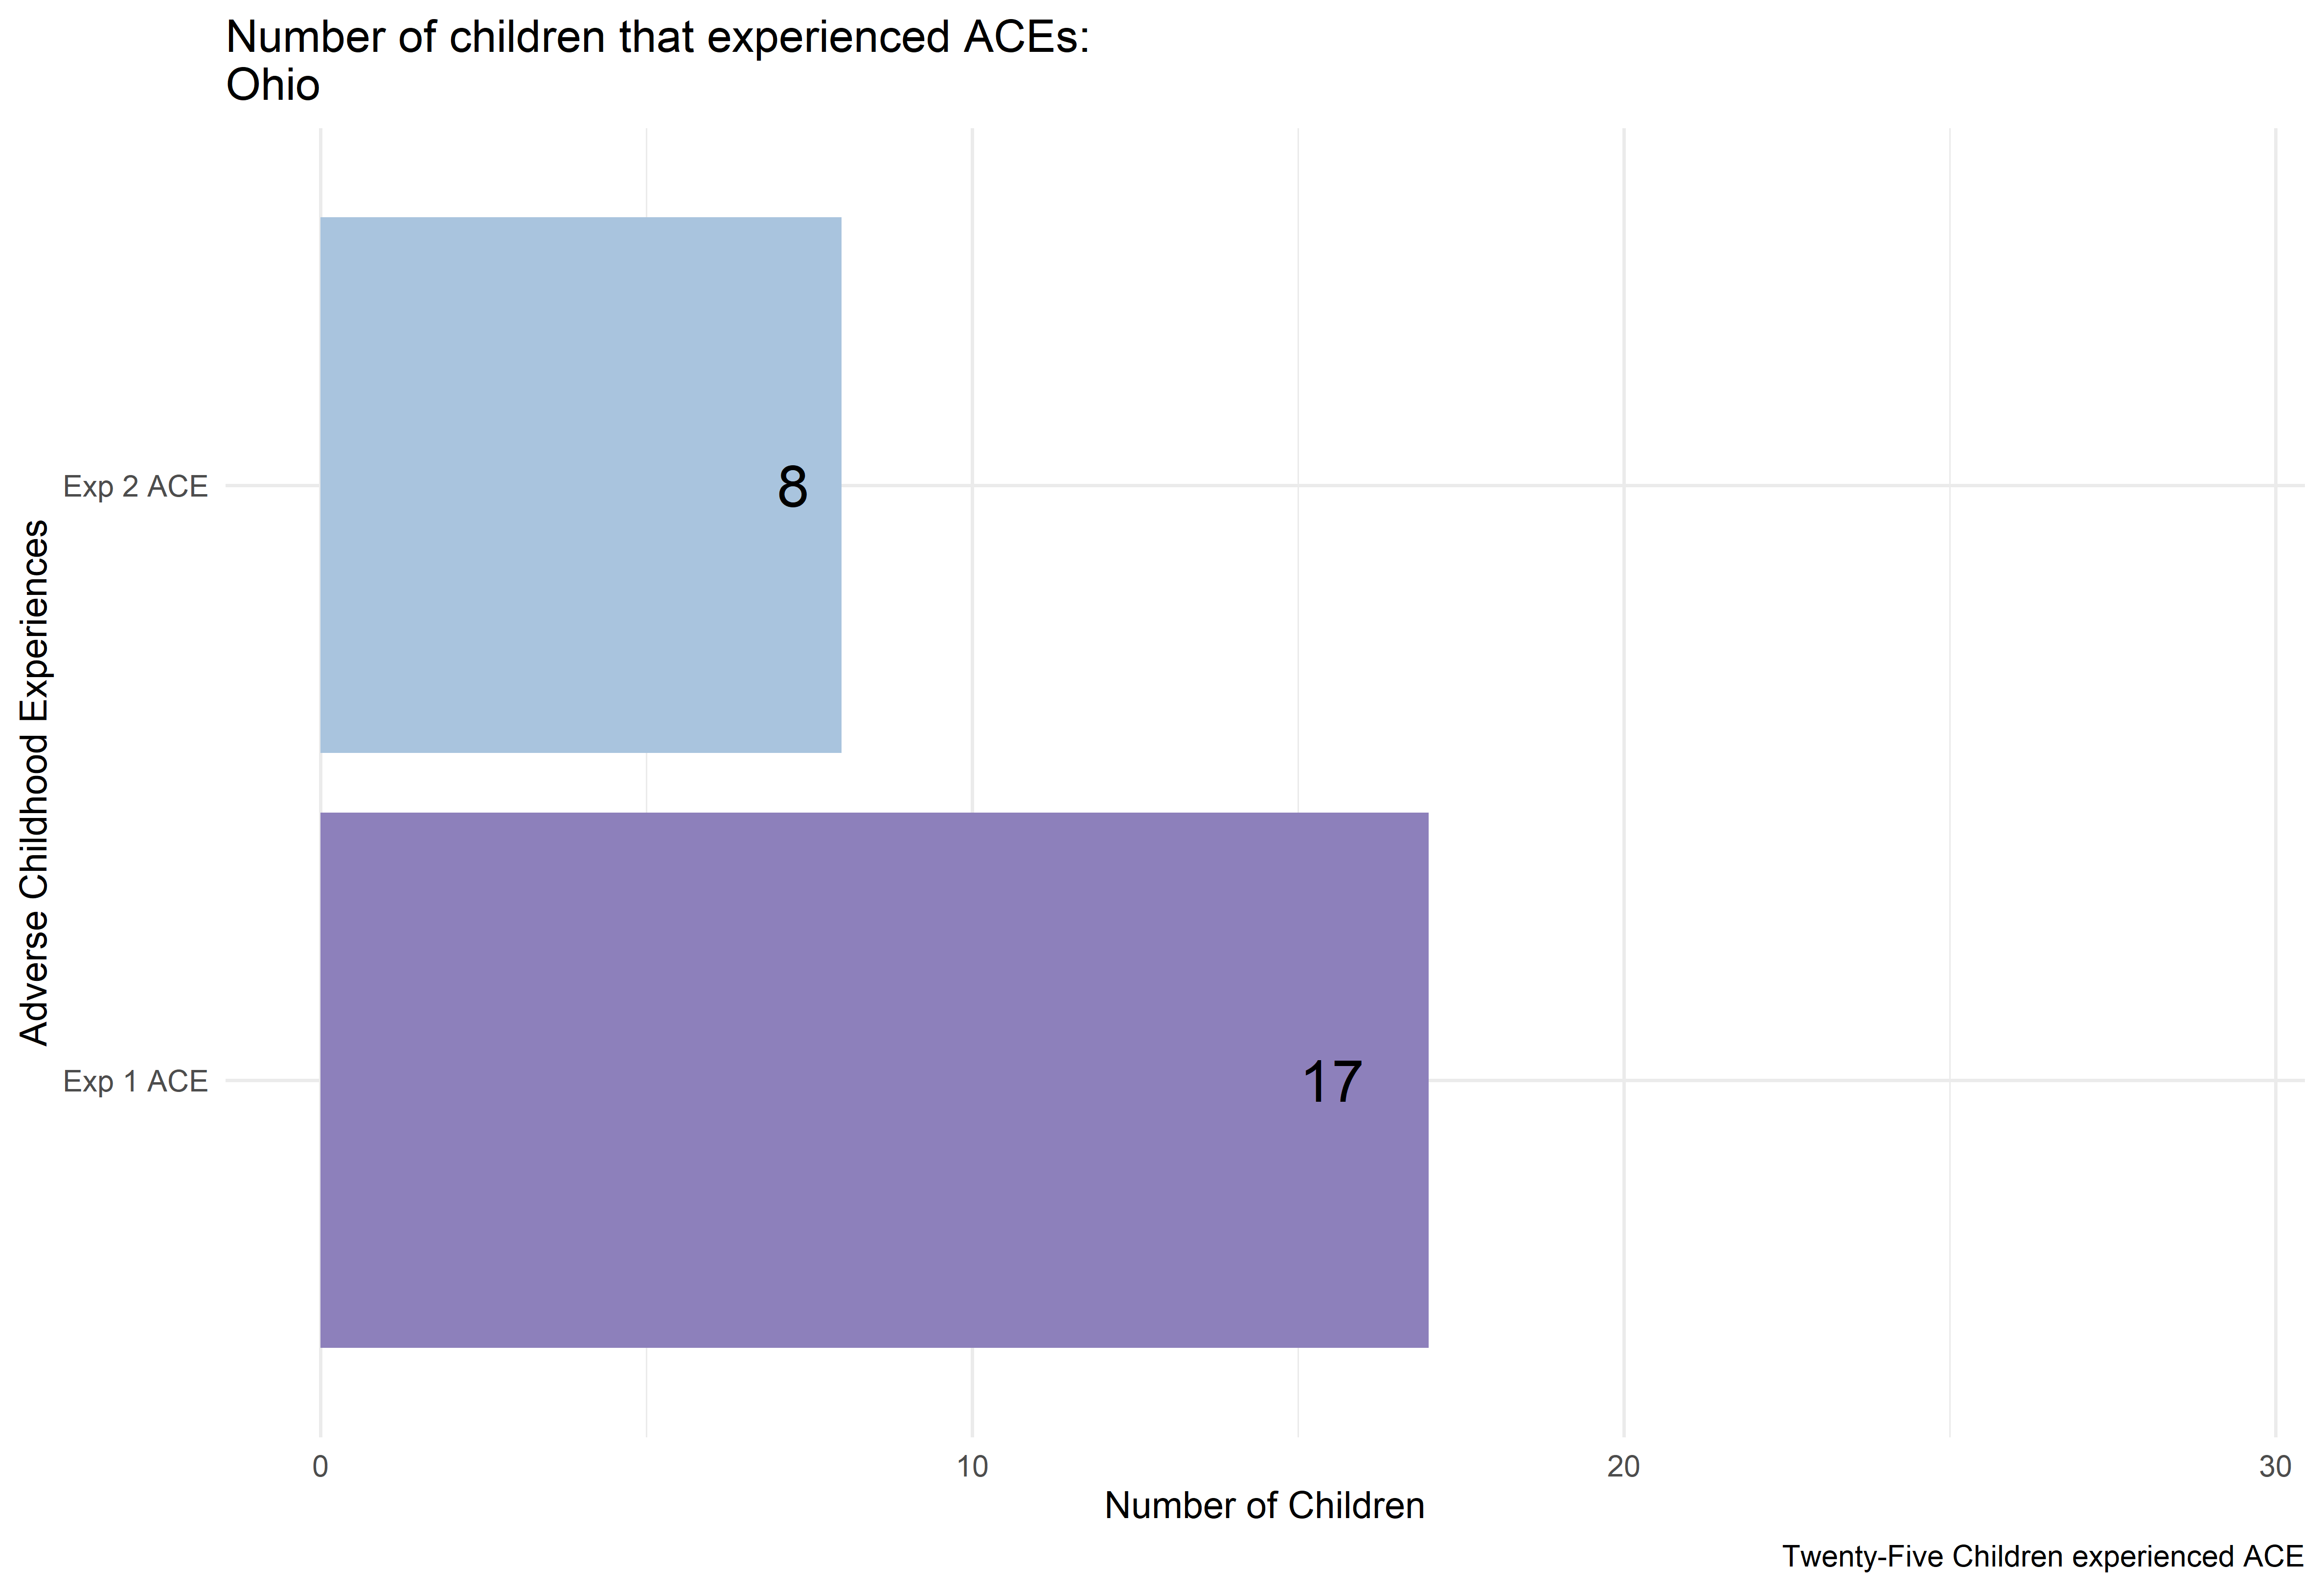 Number of children that experienced ACEs:
Ohio
Adverse Childhood Experiences
Exp 2 ACE
8
Exp 1 ACE
17
0
10
20
30
Number of Children
Twenty-Five Children experienced ACE